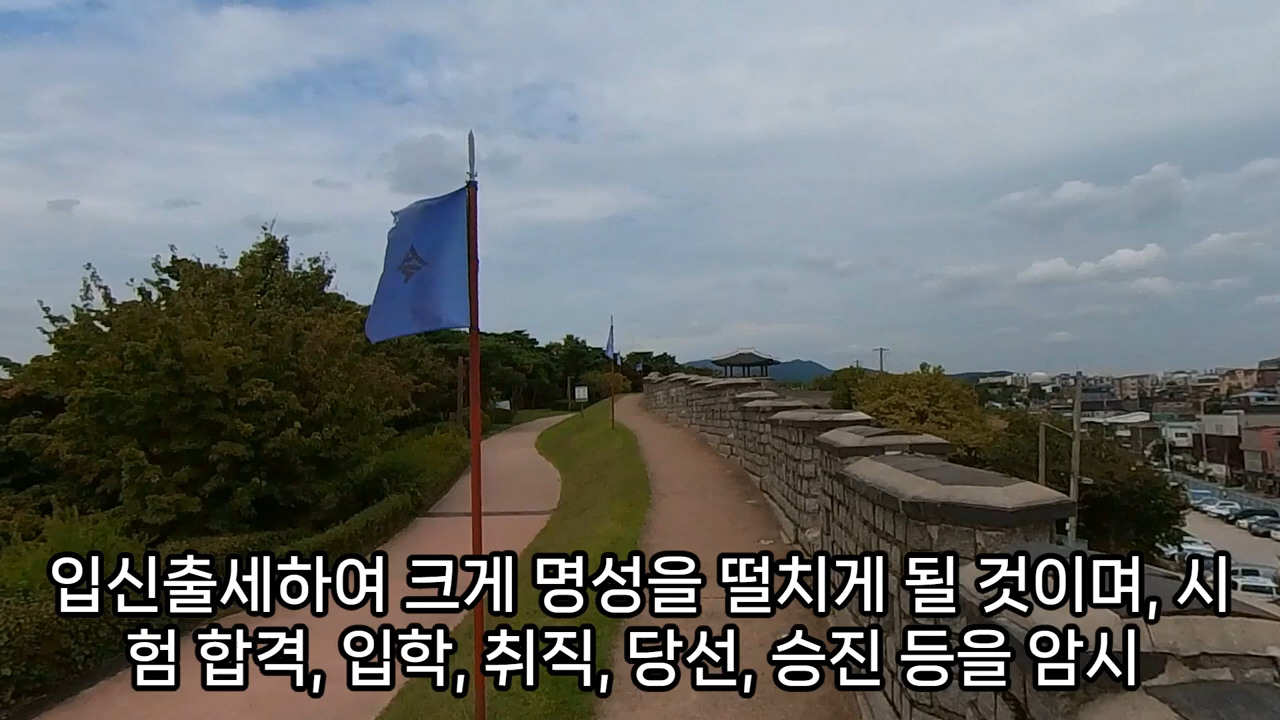 입신출세하여 크게 명성을 떨치게 될 것이며, 시
험 합격, 입학, 취직, 당선, 승진 등을 암시